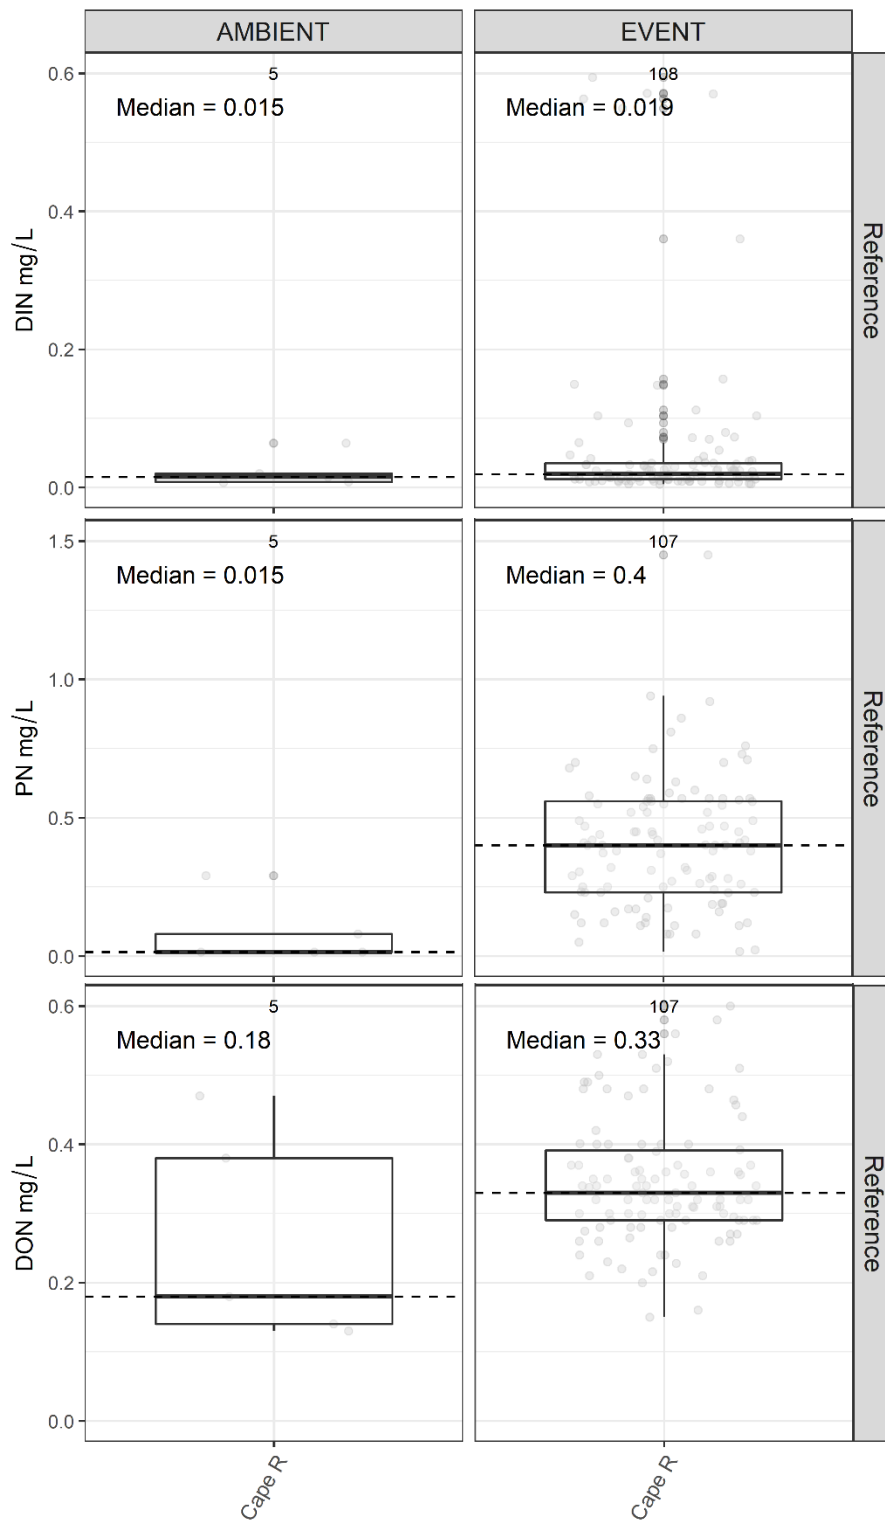 AMBIENT
EVENT
DIN mg/L
0.6
0.4
0.2
0.0
5
Median = 0.015
108
Median = 0.019
Reference
PN mg/L
1.5
1.0
0.5
0.0
5
Median = 0.015
107
Median = 0.4
Reference
DON mg/L
0.6
0.4
0.2
0.0
5
Median = 0.18
107
Median = 0.33
Reference
Cape R
Cape R